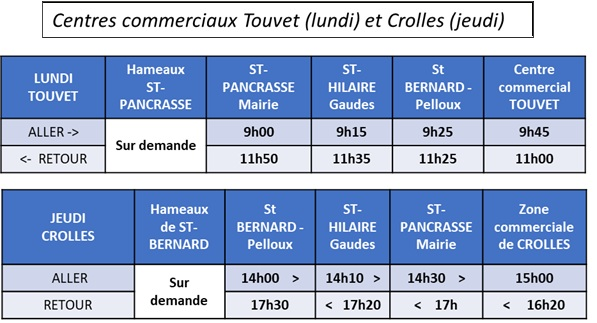 Centres commerciaux Touvet (lundi) et Crolles (jeudi)
LUNDI TOUVET | Hameaux ST-PANCRASSE | ST-PANCRASSE Mairie | ST-HILAIRE Gaudes | St BERNARD - Pelloux | Centre commercial TOUVET
ALLER -> | Sur demande | 9h00 | 9h15 | 9h25 | 9h45
<- RETOUR | 11h50 | 11h35 | 11h25 | 11h00
JEUDI CROLLES | Hameaux de ST-BERNARD | St BERNARD - Pelloux | ST-HILAIRE Gaudes | ST-PANCRASSE Mairie | Zone commerciale de CROLLES
ALLER | Sur demande | 14h00 > | 14h10 > | 14h30 > | 15h00
RETOUR | 17h30 | < 17h20 | < 17h | < 16h20